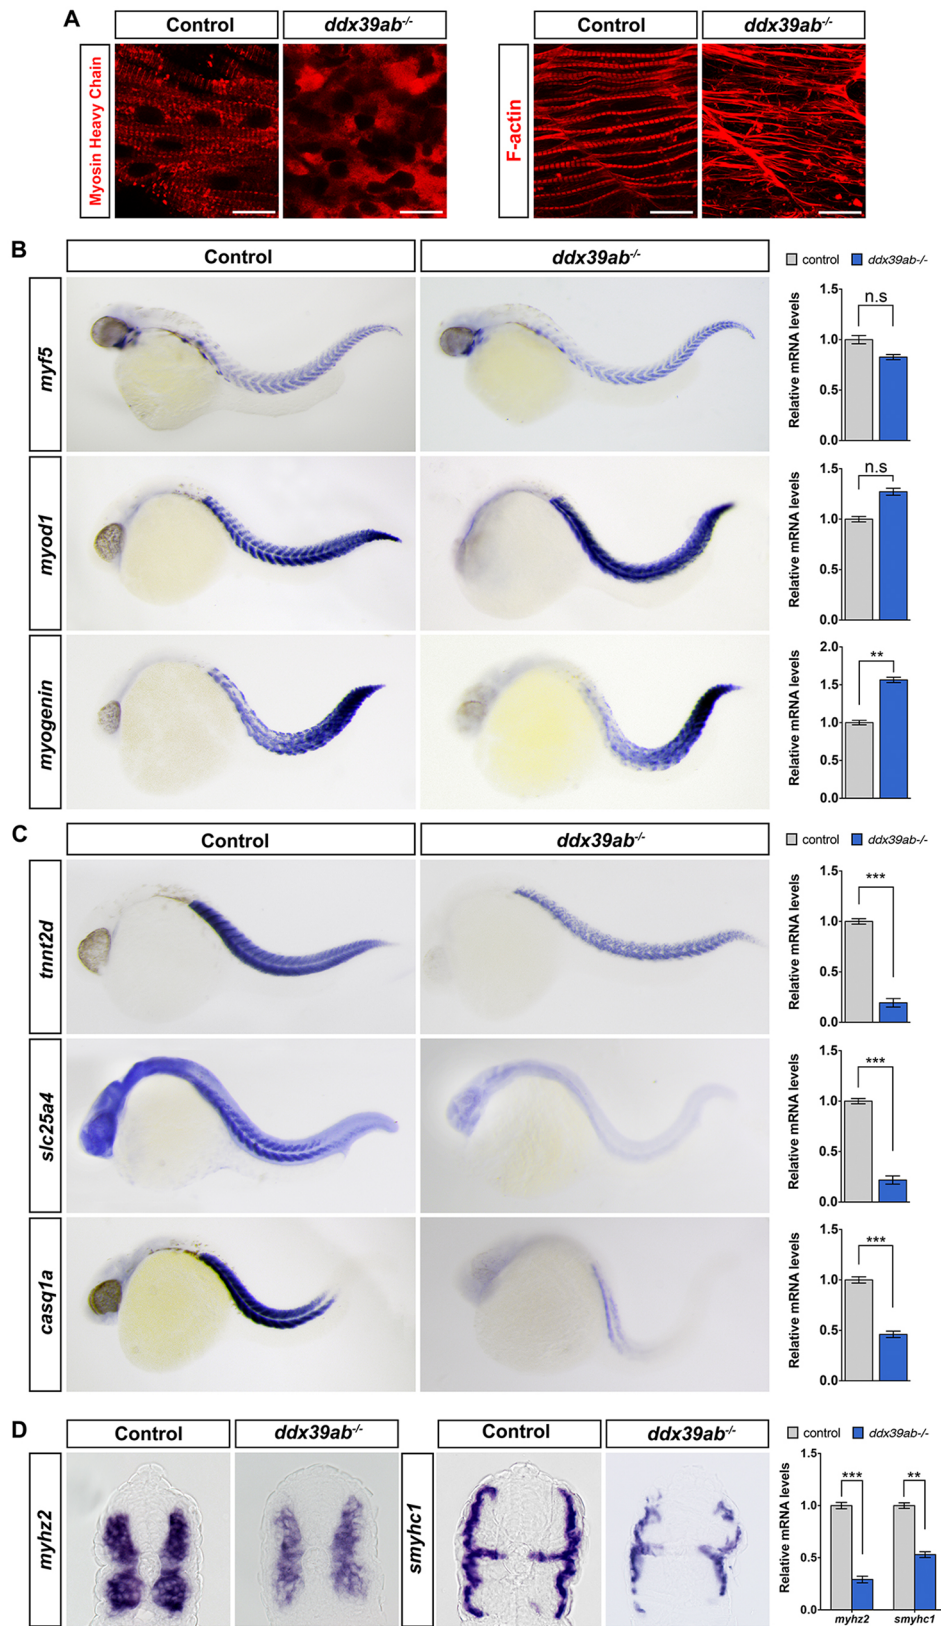 A
Control
ddx39ab-/-
Control
ddx39ab-/-
Myosin Heavy Chain
F-actin
B
Control
ddx39ab-/-
control
ddx39ab-/-
myf5
Relative mRNA levels
1.5
1.0
0.5
0.0
n.s
myod1
Relative mRNA levels
1.5
1.0
0.5
0.0
n.s
myogenin
Relative mRNA levels
2.0
1.5
1.0
0.5
0.0
**
C
Control
ddx39ab-/-
control
ddx39ab-/-
tnnt2d
Relative mRNA levels
1.5
1.0
0.5
0.0
***
slc25a4
Relative mRNA levels
1.5
1.0
0.5
0.0
***
casq1a
Relative mRNA levels
1.5
1.0
0.5
0.0
***
D
Control
ddx39ab-/-
Control
ddx39ab-/-
control
ddx39ab-/-
myhz2
smyhc1
Relative mRNA levels
1.0
0.5
0.0
***
**
myhz2
smyhc1